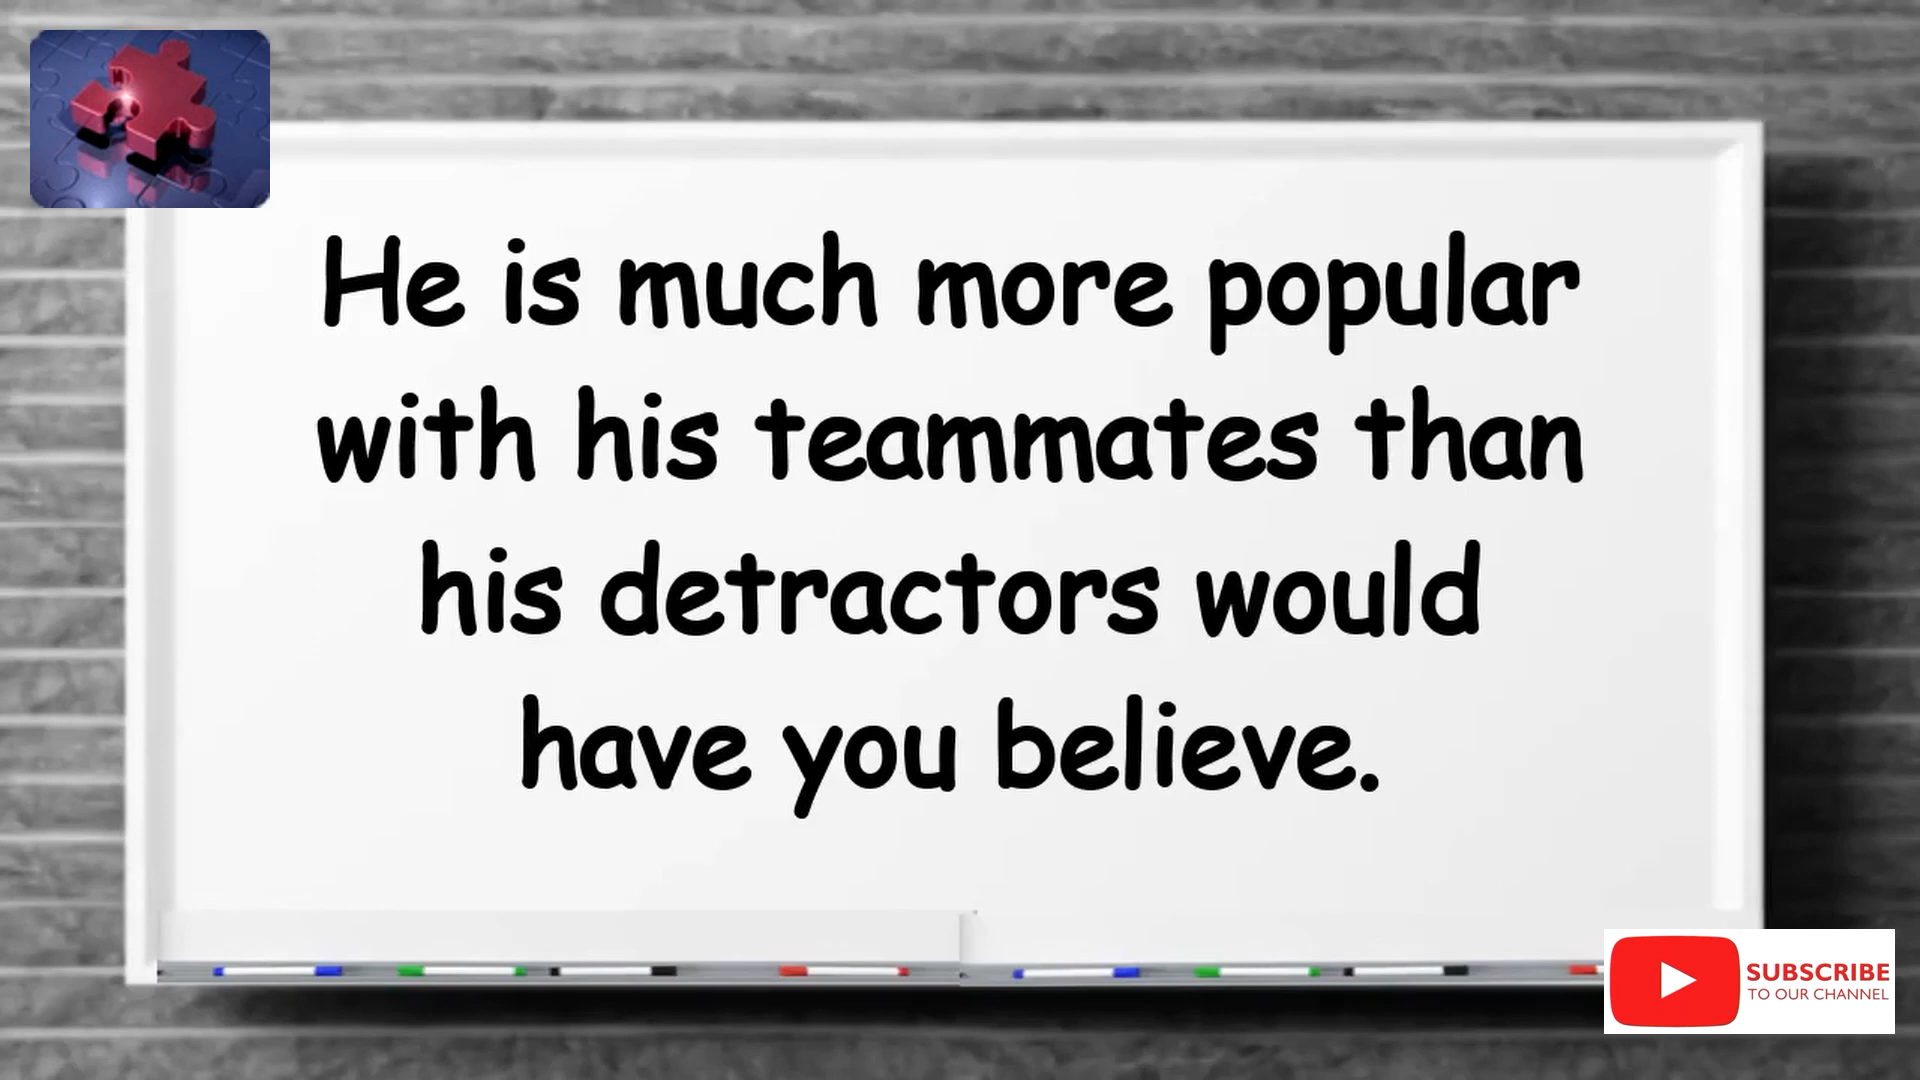 He is much more popular
with his teammates than
his detractors would
have you believe.
SUBSCRIBE
TO OUR CHANNEL